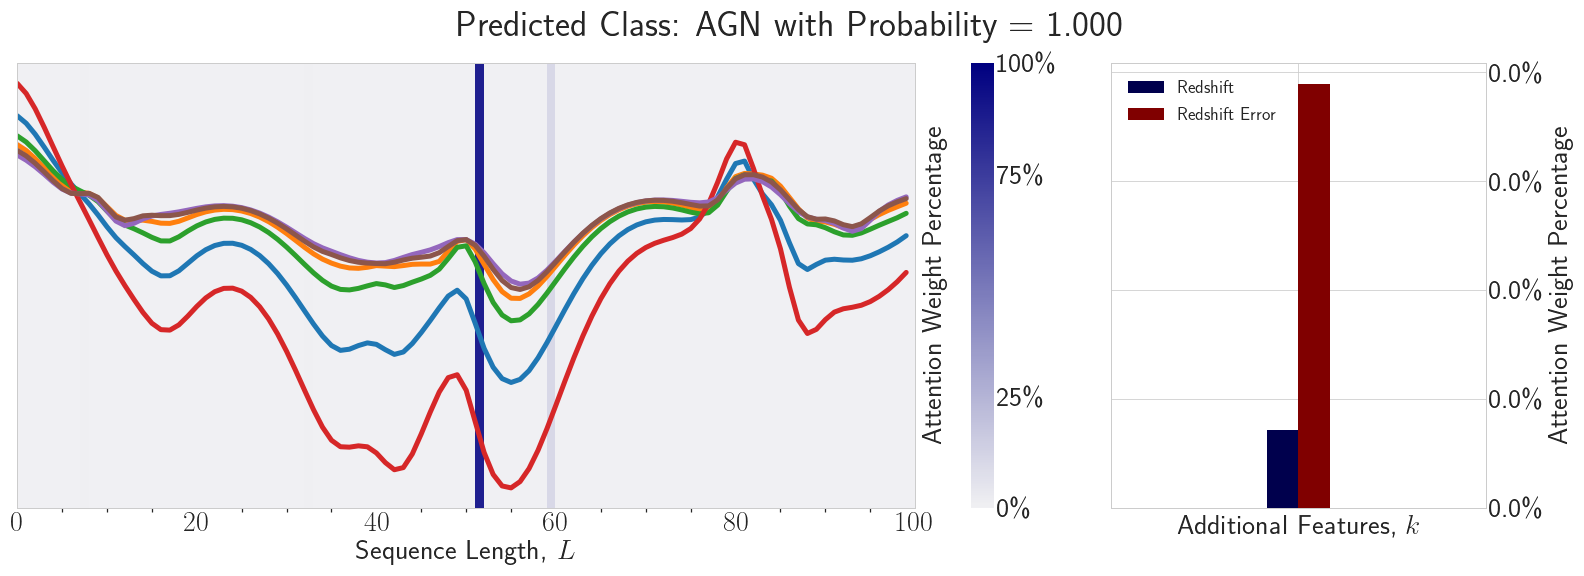 Predicted Class: AGN with Probability = 1.000
0
20
40
60
80
100
Sequence Length, L
100%
75%
25%
0%
Attention Weight Percentage
Redshift
Redshift Error
0.0%
0.0%
0.0%
0.0%
0.0%
Attention Weight Percentage
Additional Features, k